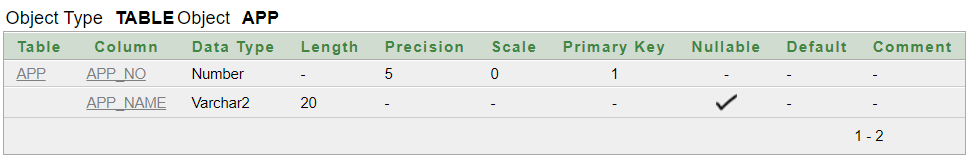 Object Type TABLE Object APP
Table Column Data Type Length Precision Scale Primary Key Nullable Default Comment
APP APP_NO Number - 5 0 1 - - -
APP_NAME Varchar2 20 - - - - -
1 - 2